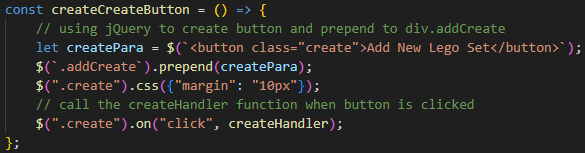 const createCreateButton = () => {
    // using jQuery to create button and prepend to div.addCreate
    let createPara = $(`<button class="create">Add New Lego Set</button>`);
    $(`.addCreate`).prepend(createPara);
    $(".create").css({"margin": "10px"});
    // call the createHandler function when button is clicked
    $(".create").on("click", createHandler);
};